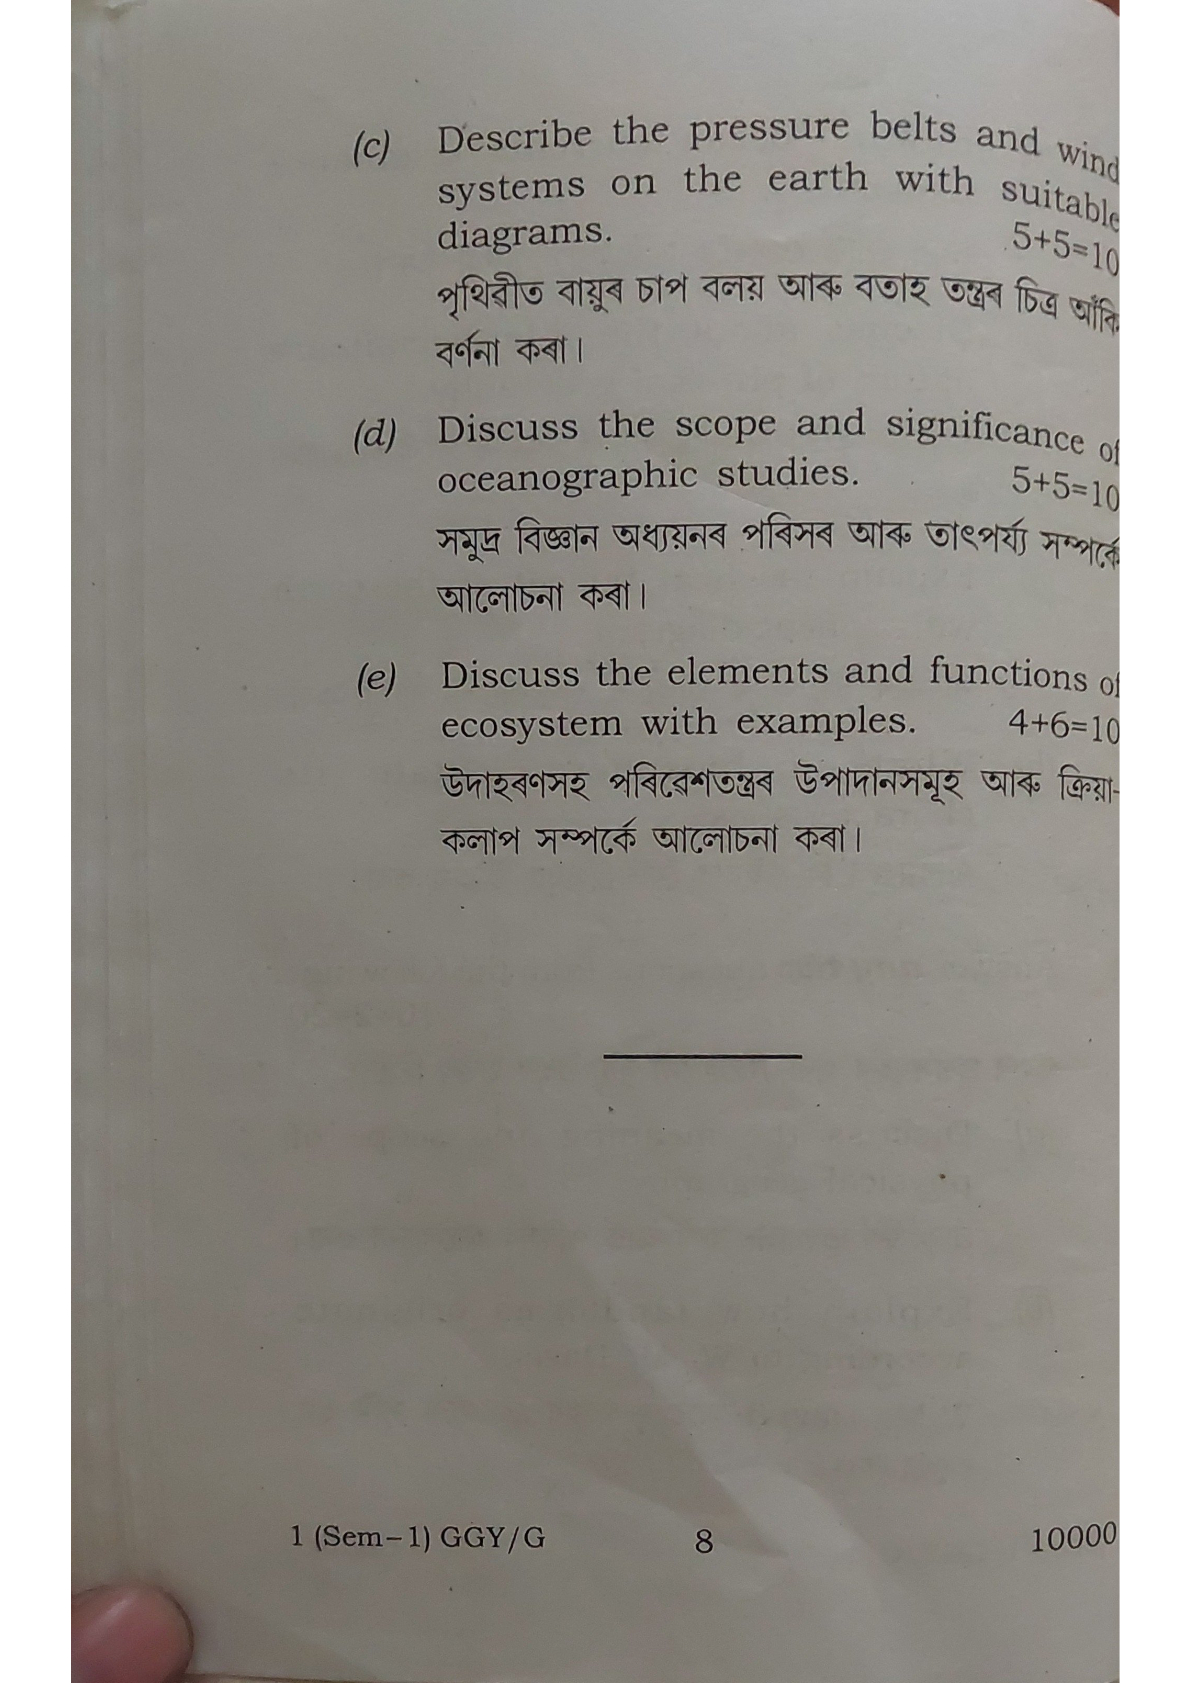 (c) Describe the pressure belts and wind
systems on the earth with suitable
diagrams. 5+5=10
পৃথিৱীত বায়ুৰ চাপ বলয় আৰু বতাহ তন্ত্ৰৰ চিত্ৰ আঁকি
বৰ্ণনা কৰা।
(d) Discuss the scope and significance of
oceanographic studies. 5+5=10
সমুদ্ৰ বিজ্ঞান অধ্যয়নৰ পৰিসৰ আৰু তাৎপৰ্য্য সম্পৰ্কে
আলোচনা কৰা।
(e) Discuss the elements and functions of
ecosystem with examples. 4+6=10
উদাহৰণসহ পৰিৱেশতন্ত্ৰৰ উপাদানসমূহ আৰু ক্ৰিয়া-
কলাপ সম্পৰ্কে আলোচনা কৰা।
1 (Sem–1) GGY/G 8 10000